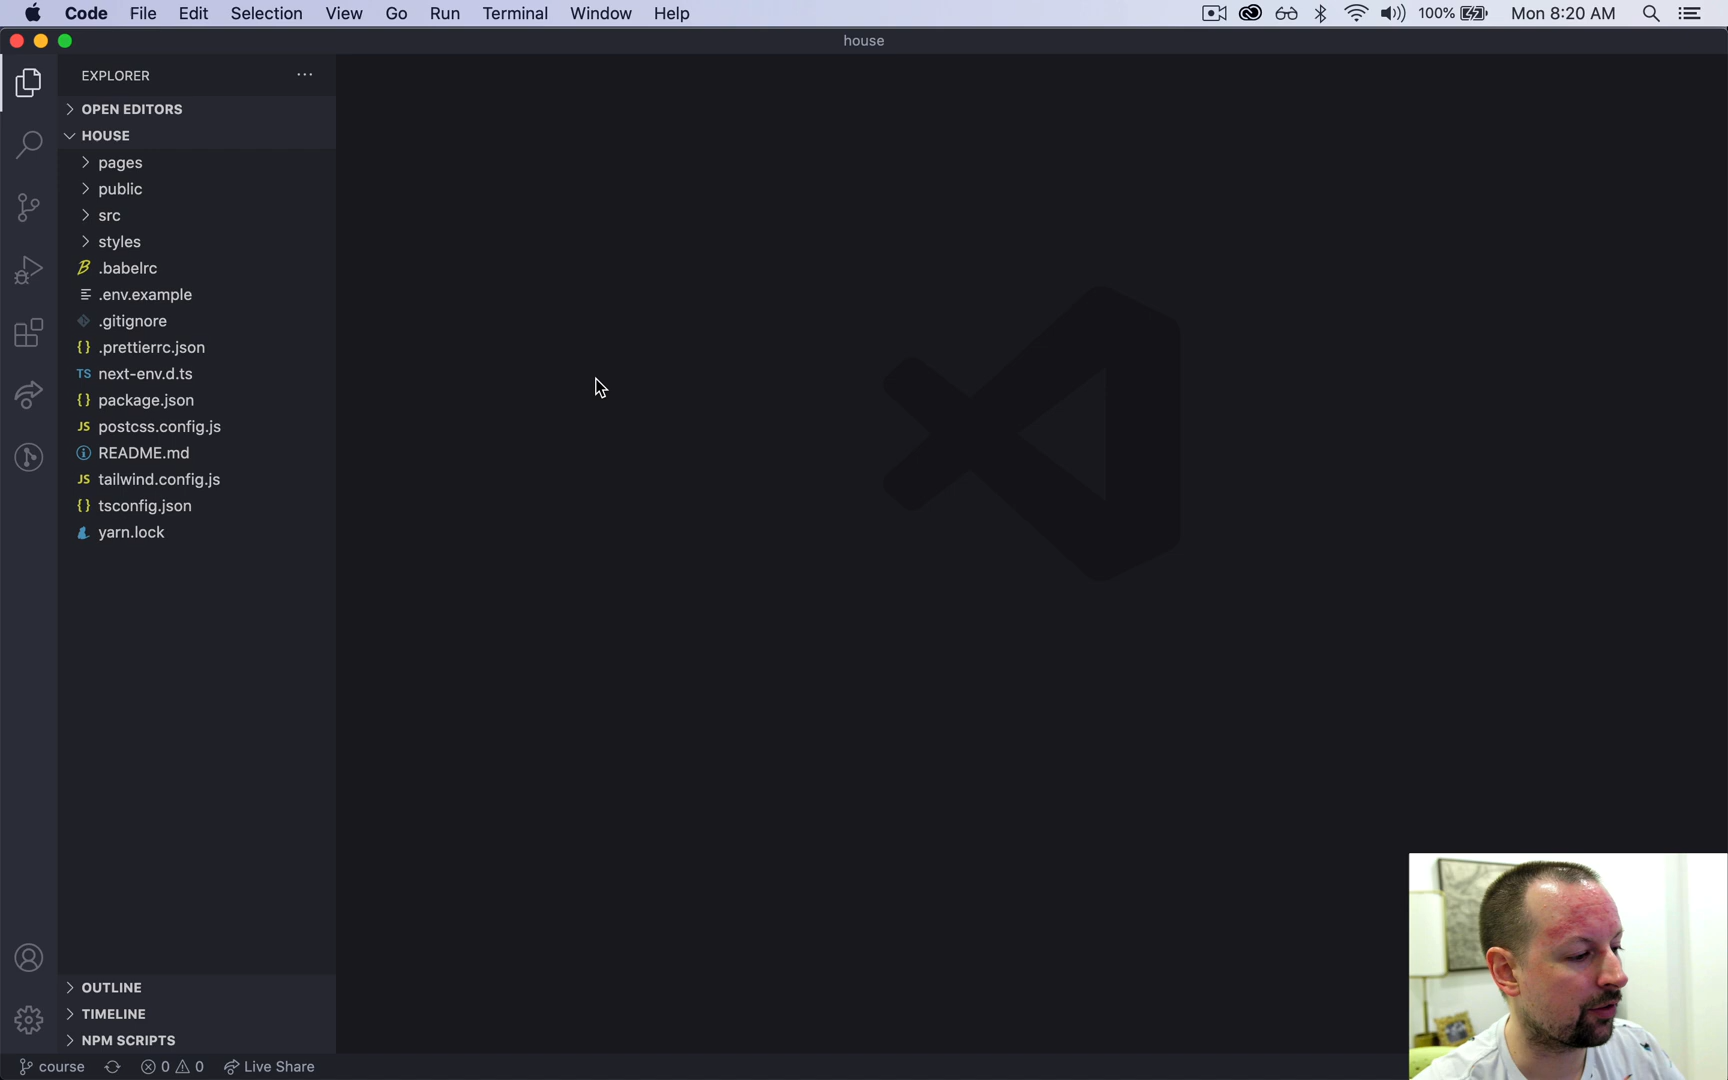 Code File Edit Selection View Go Run Terminal Window Help 100% Mon 8:20 AM
house
EXPLORER
OPEN EDITORS
HOUSE
pages
public
src
styles
.babelrc
.env.example
.gitignore
{} .prettierrc.json
TS next-env.d.ts
{} package.json
JS postcss.config.js
README.md
JS tailwind.config.js
{} tsconfig.json
yarn.lock
OUTLINE
TIMELINE
NPM SCRIPTS
course 0 0 Live Share